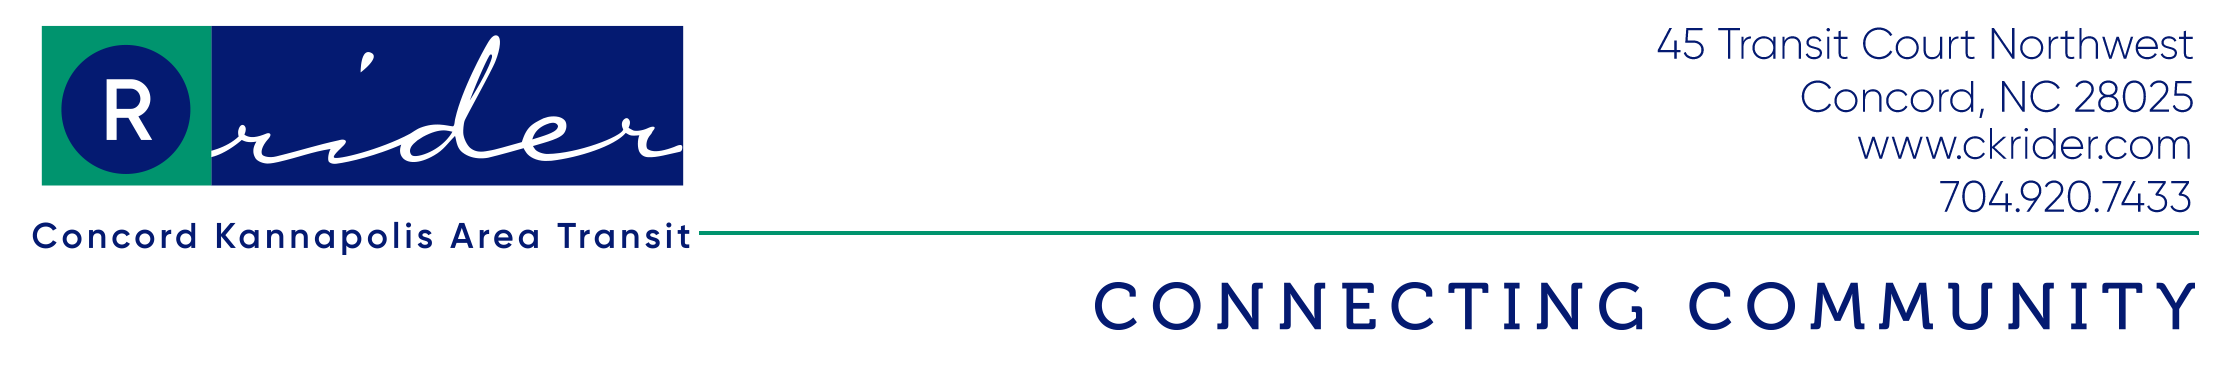 R rider
Concord Kannapolis Area Transit
45 Transit Court Northwest
Concord, NC 28025
www.ckrider.com
704.920.7433
CONNECTING COMMUNITY